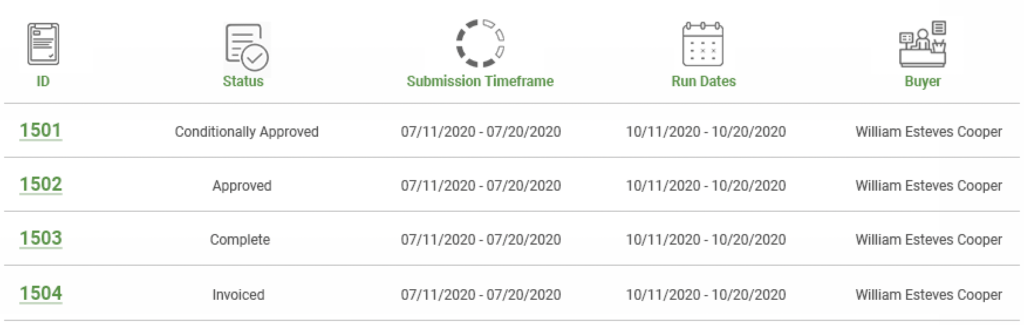 ID Status Submission Timeframe Run Dates Buyer
1501 Conditionally Approved 07/11/2020 - 07/20/2020 10/11/2020 - 10/20/2020 William Esteves Cooper
1502 Approved 07/11/2020 - 07/20/2020 10/11/2020 - 10/20/2020 William Esteves Cooper
1503 Complete 07/11/2020 - 07/20/2020 10/11/2020 - 10/20/2020 William Esteves Cooper
1504 Invoiced 07/11/2020 - 07/20/2020 10/11/2020 - 10/20/2020 William Esteves Cooper